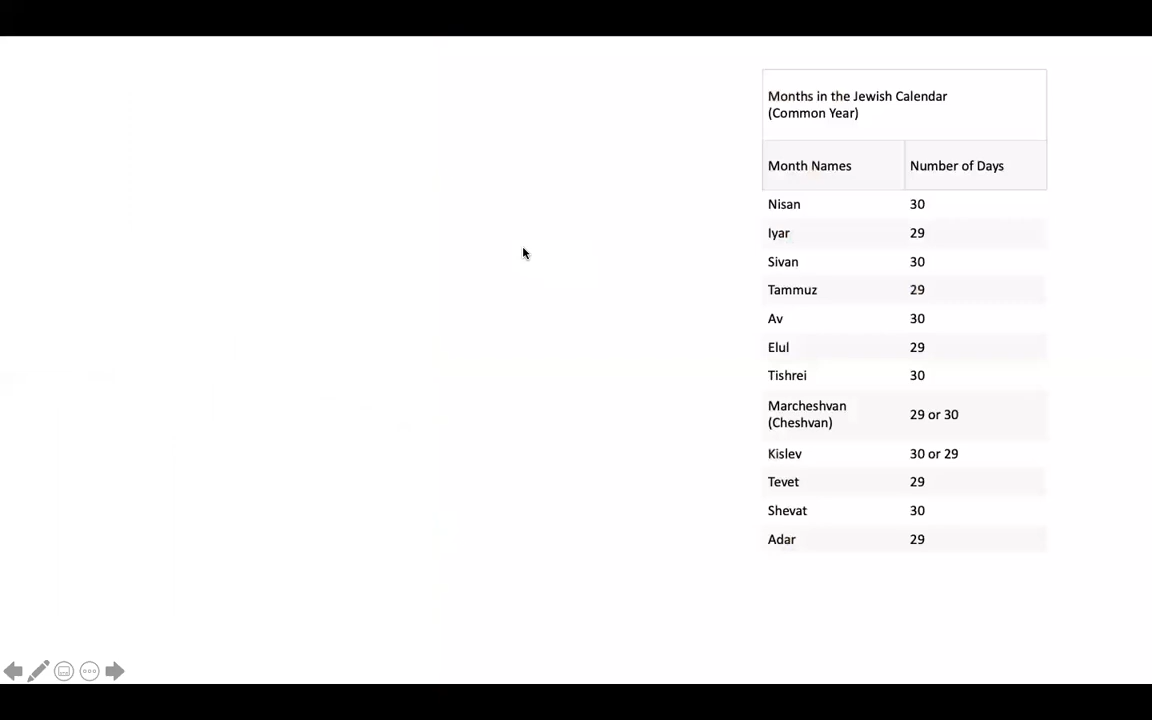 Months in the Jewish Calendar
(Common Year)
Month Names Number of Days
Nisan 30
Iyar 29
Sivan 30
Tammuz 29
Av 30
Elul 29
Tishrei 30
Marcheshvan
(Cheshvan) 29 or 30
Kislev 30 or 29
Tevet 29
Shevat 30
Adar 29